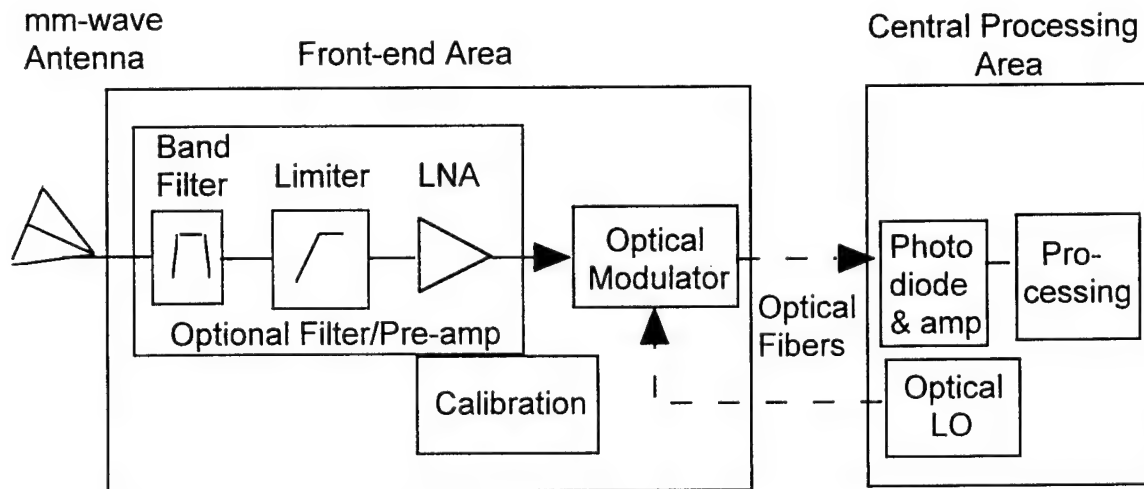 mm-wave
Antenna
Front-end Area
Central Processing
Area
Band
Filter
Limiter
LNA
Optional Filter/Pre-amp
Calibration
Optical
Modulator
Optical
Fibers
Photo
diode
& amp
Pro-
cessing
Optical
LO